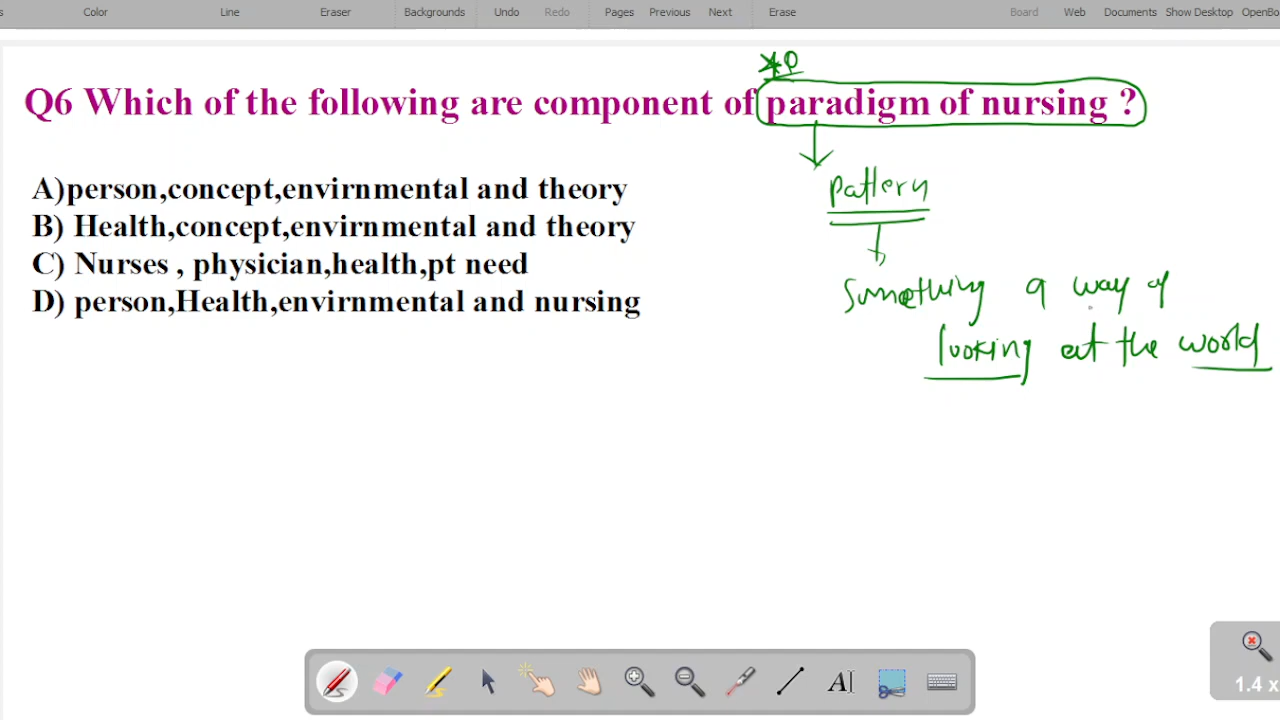 Color Line Eraser Backgrounds Undo Redo Pages Previous Next Erase Board Web Documents Show Desktop OpenBo
Q6 Which of the following are component of paradigm of nursing ?
A)person,concept,envirnmental and theory
B) Health,concept,envirnmental and theory
C) Nurses , physician,health,pt need
D) person,Health,envirnmental and nursing
pattern
Something a way of
looking at the world
1.4 x